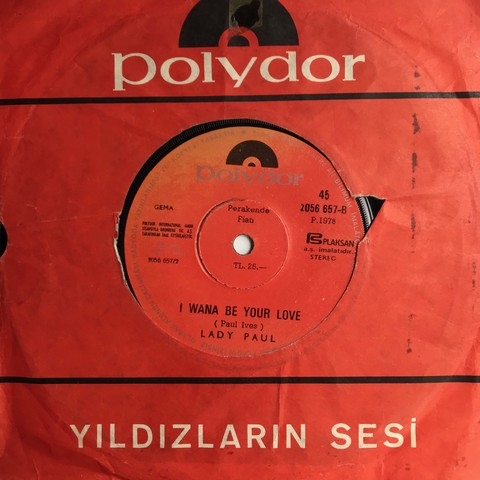 polydor
polydor
GEMA
Perakende
Fiatı
45
2056 657-B
P.1976
PLAKSAN
a.ş. imalatıdır.
STEREO
2056 657/2
TL. 25,—
I WANA BE YOUR LOVE
( Paul Ives )
LADY PAUL
YILDIZLARIN SESİ